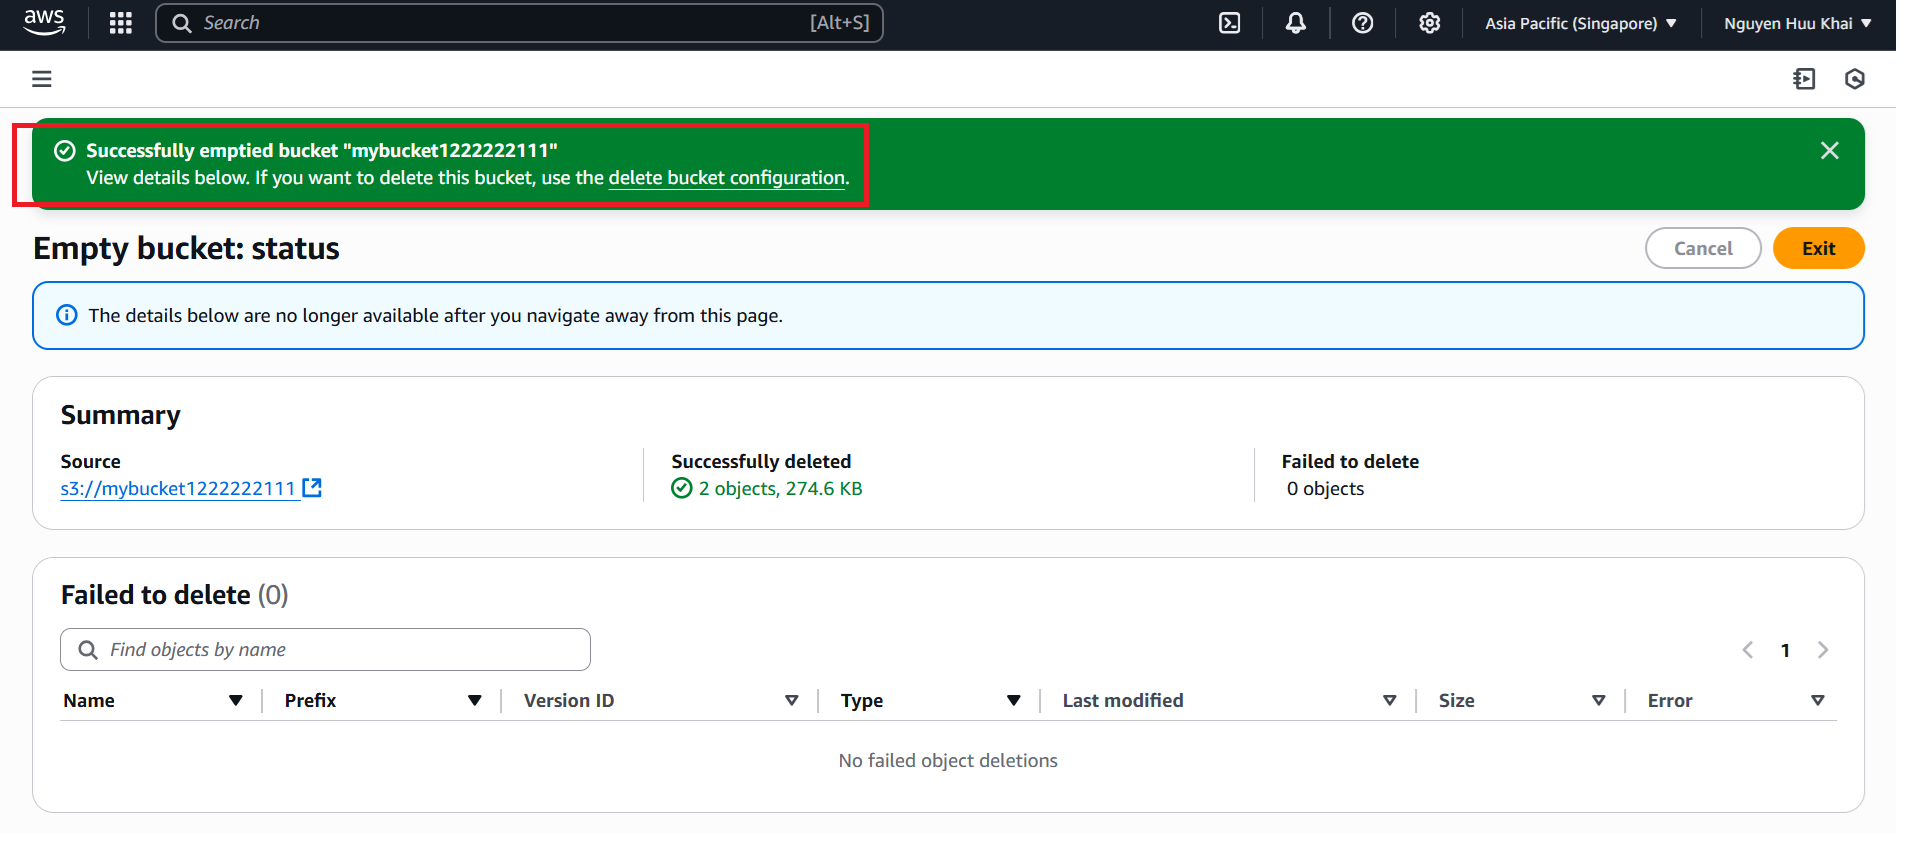 aws
Search
[Alt+S]
Asia Pacific (Singapore)
Nguyen Huu Khai
Successfully emptied bucket "mybucket1222222111"
View details below. If you want to delete this bucket, use the delete bucket configuration.
Empty bucket: status
Cancel
Exit
The details below are no longer available after you navigate away from this page.
Summary
Source
s3://mybucket1222222111
Successfully deleted
2 objects, 274.6 KB
Failed to delete
0 objects
Failed to delete (0)
Find objects by name
1
Name
Prefix
Version ID
Type
Last modified
Size
Error
No failed object deletions